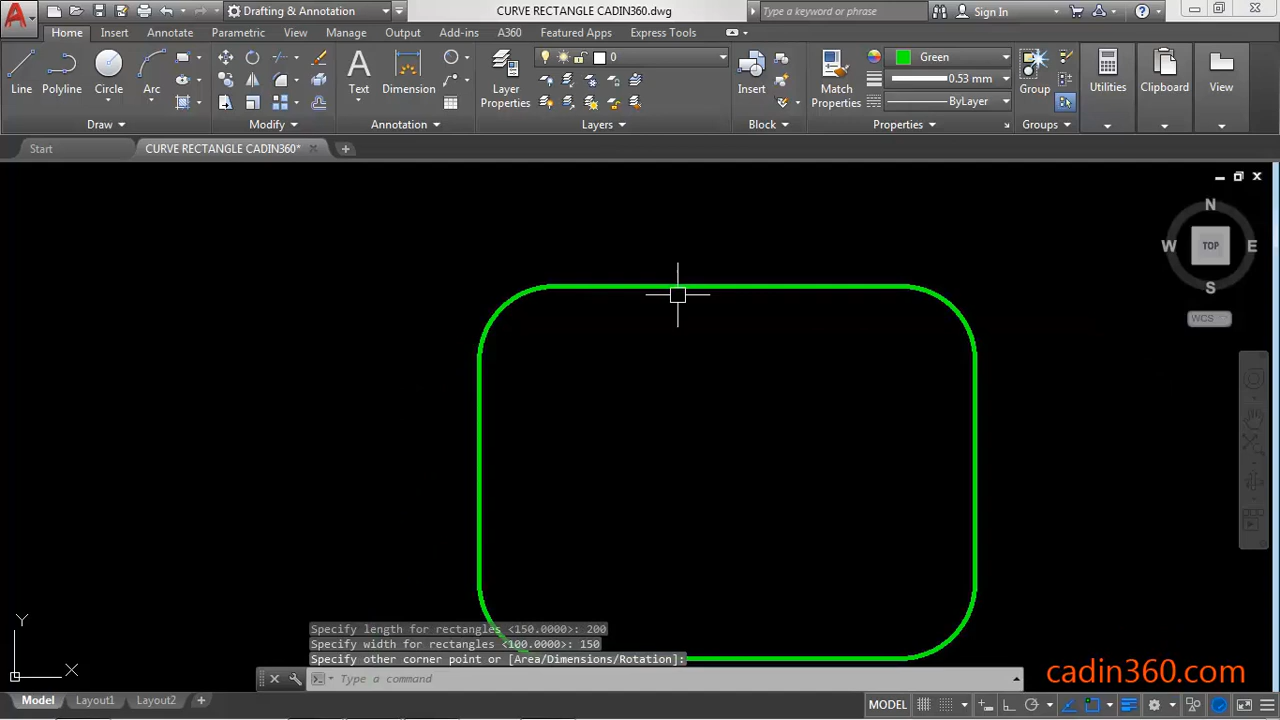 Drafting & Annotation
CURVE RECTANGLE CADIN360.dwg
Type a keyword or phrase
Sign In
Home Insert Annotate Parametric View Manage Output Add-ins A360 Featured Apps Express Tools
Line
Polyline
Circle
Arc
Text
Dimension
Layer
Properties
0
Insert
Match
Properties
Green
0.53 mm
ByLayer
Group
Utilities
Clipboard
View
Draw
Modify
Annotation
Layers
Block
Properties
Groups
Start
CURVE RECTANGLE CADIN360*
N
W TOP E
S
WCS
Y
X
Specify length for rectangles <150.0000>: 200
Specify width for rectangles <100.0000>: 150
Specify other corner point or [Area/Dimensions/Rotation]:
Type a command
cadin360.com
Model Layout1 Layout2
MODEL